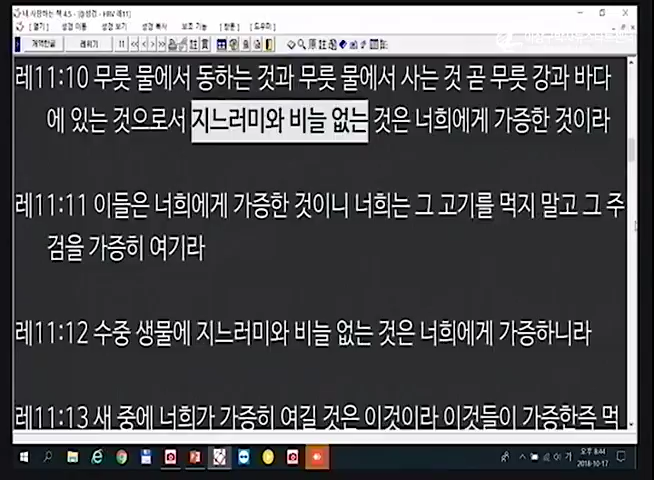 레11:10 무릇 물에서 동하는 것과 무릇 물에서 사는 것 곧 무릇 강과 바다
에 있는 것으로서 지느러미와 비늘 없는 것은 너희에게 가증한 것이라
레11:11 이들은 너희에게 가증한 것이니 너희는 그 고기를 먹지 말고 그 주
검을 가증히 여기라
레11:12 수중 생물에 지느러미와 비늘 없는 것은 너희에게 가증하니라
레11:13 새 중에 너희가 가증히 여길 것은 이것이라 이것들이 가증한즉 먹
오후 8:44
2018-10-17